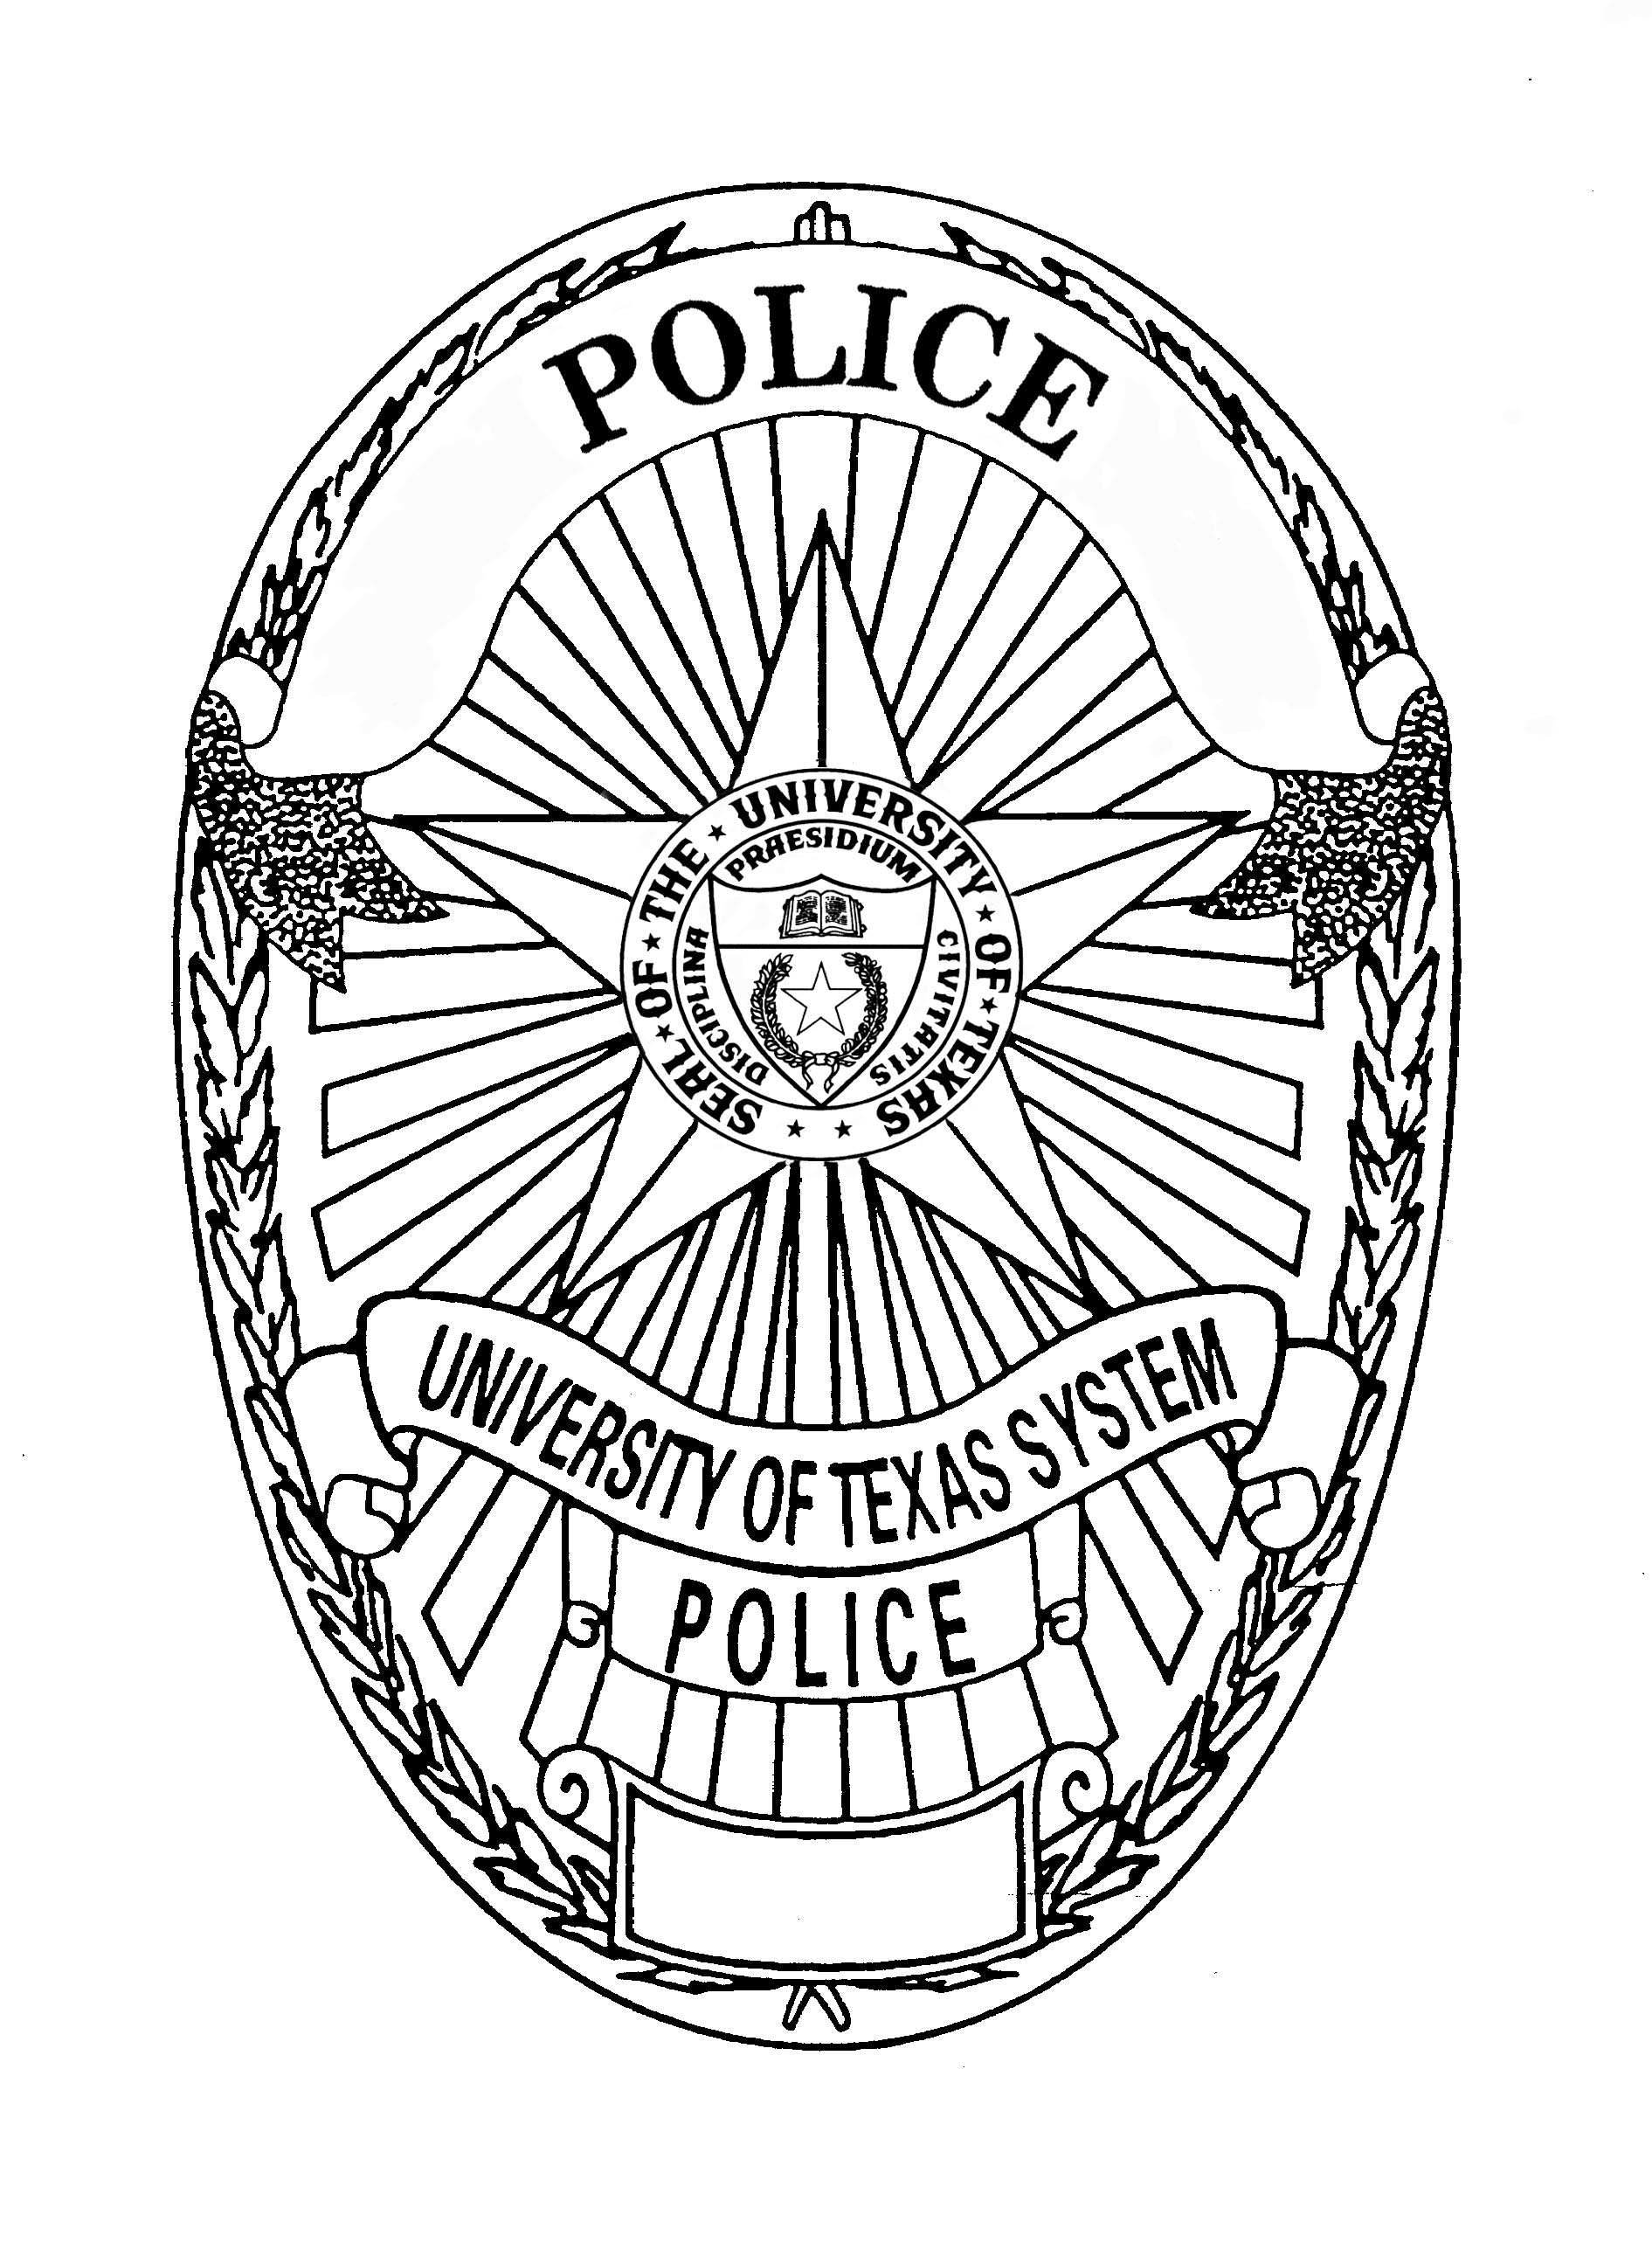 POLICE
SEAL ★ OF ★ THE ★ UNIVERSITY ★ OF ★ TEXAS ★ ★
DISCIPLINA PRAESIDIUM CIVITATIS
UNIVERSITY OF TEXAS SYSTEM
POLICE